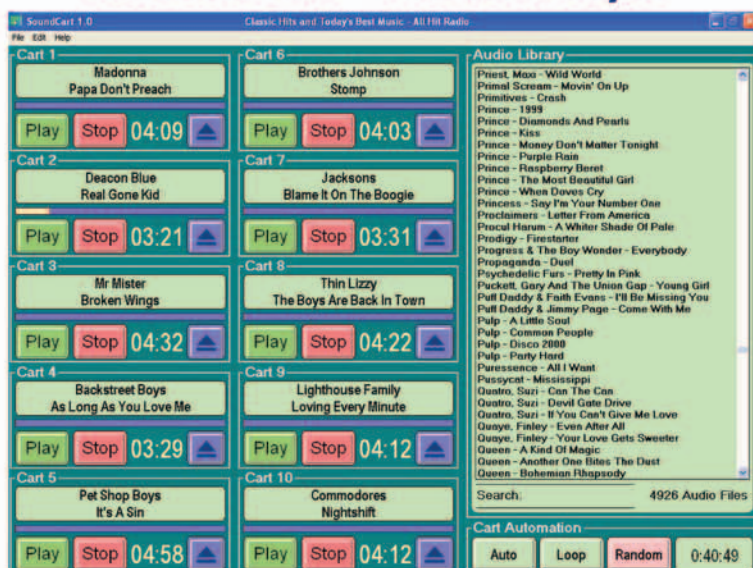 SoundCart 1.0
Classic Hits and Today's Best Music - All Hit Radio
File Edit Help
Cart 1
Madonna
Papa Don't Preach
Play Stop 04:09
Cart 2
Deacon Blue
Real Gone Kid
Play Stop 03:21
Cart 3
Mr Mister
Broken Wings
Play Stop 04:32
Cart 4
Backstreet Boys
As Long As You Love Me
Play Stop 03:29
Cart 5
Pet Shop Boys
It's A Sin
Play Stop 04:58
Cart 6
Brothers Johnson
Stomp
Play Stop 04:03
Cart 7
Jacksons
Blame It On The Boogie
Play Stop 03:31
Cart 8
Thin Lizzy
The Boys Are Back In Town
Play Stop 04:22
Cart 9
Lighthouse Family
Loving Every Minute
Play Stop 04:12
Cart 10
Commodores
Nightshift
Play Stop 04:12
Audio Library
Priest, Maxi - Wild World
Primal Scream - Movin' On Up
Primitives - Crash
Prince - 1999
Prince - Diamonds And Pearls
Prince - Kiss
Prince - Money Don't Matter Tonight
Prince - Purple Rain
Prince - Raspberry Beret
Prince - The Most Beautiful Girl
Prince - When Doves Cry
Princess - Say I'm Your Number One
Proclaimers - Letter From America
Procul Harum - A Whiter Shade Of Pale
Prodigy - Firestarter
Progress & The Boy Wonder - Everybody
Propaganda - Duel
Psychedelic Furs - Pretty In Pink
Puckett, Gary And The Union Gap - Young Girl
Puff Daddy & Faith Evans - I'll Be Missing You
Puff Daddy & Jimmy Page - Come With Me
Pulp - A Little Soul
Pulp - Common People
Pulp - Disco 2000
Pulp - Party Hard
Puressence - All I Want
Pussycat - Mississippi
Quatro, Suzi - Can The Can
Quatro, Suzi - Devil Gate Drive
Quatro, Suzi - If You Can't Give Me Love
Quaye, Finley - Even After All
Quaye, Finley - Your Love Gets Sweeter
Queen - A Kind Of Magic
Queen - Another One Bites The Dust
Queen - Bohemian Rhapsody
Search: 4926 Audio Files
Cart Automation
Auto Loop Random 0:40:49